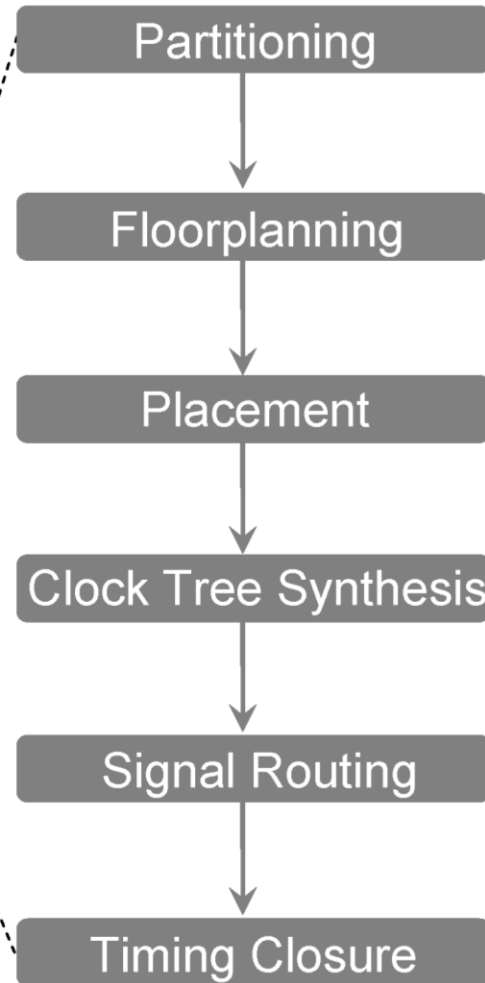 Partitioning
Floorplanning
Placement
Clock Tree Synthesis
Signal Routing
Timing Closure